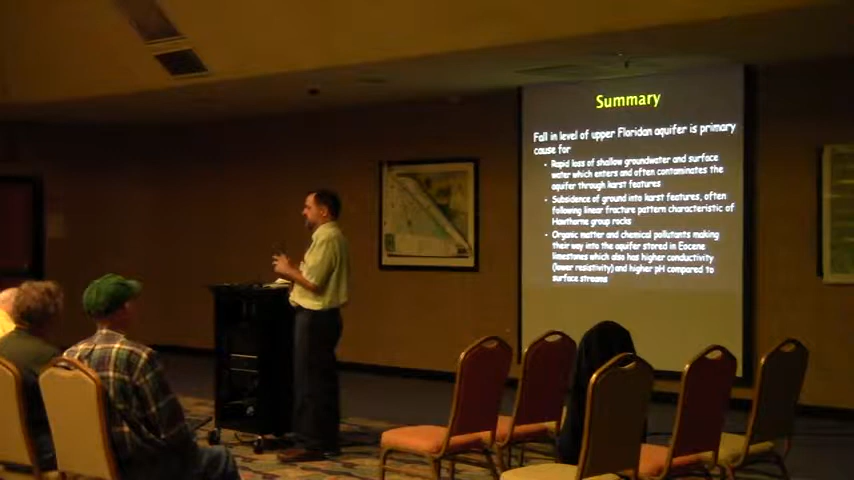 Summary
Fall in level of upper Floridan aquifer is primary
cause for
• Rapid loss of shallow groundwater and surface
water which enters and often contaminates the
aquifer through karst features
• Subsidence of ground into karst features, often
following linear fracture pattern characteristic of
Hawthorne group rocks
• Organic matter and chemical pollutants making
their way into the aquifer stored in Eocene
limestones which also has higher conductivity
(lower resistivity) and higher pH compared to
surface streams